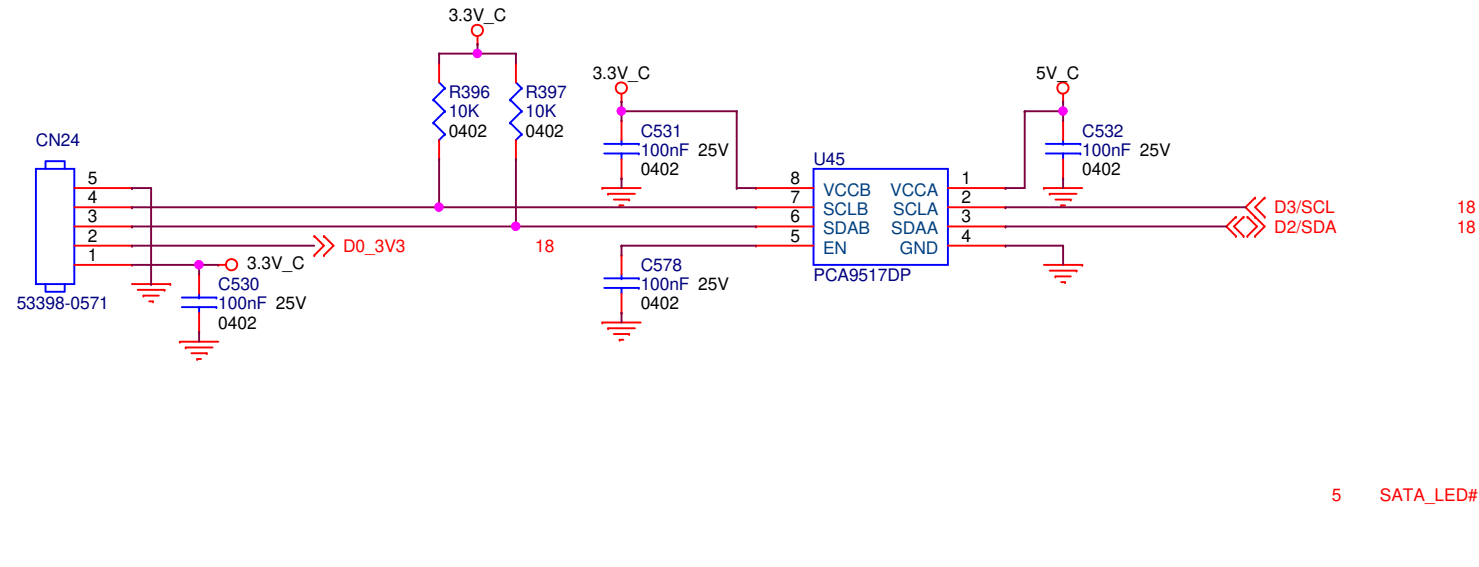 3.3V_C
R396
10K
0402
R397
10K
0402
3.3V_C
C531
100nF 25V
0402
5V_C
C532
100nF 25V
0402
CN24
5
4
3
2
1
53398-0571
D0_3V3 18
3.3V_C
C530
100nF 25V
0402
U45
8 VCCB VCCA 1
7 SCLB SCLA 2
6 SDAB SDAA 3
5 EN GND 4
PCA9517DP
C578
100nF 25V
0402
D3/SCL 18
D2/SDA 18
5 SATA_LED#